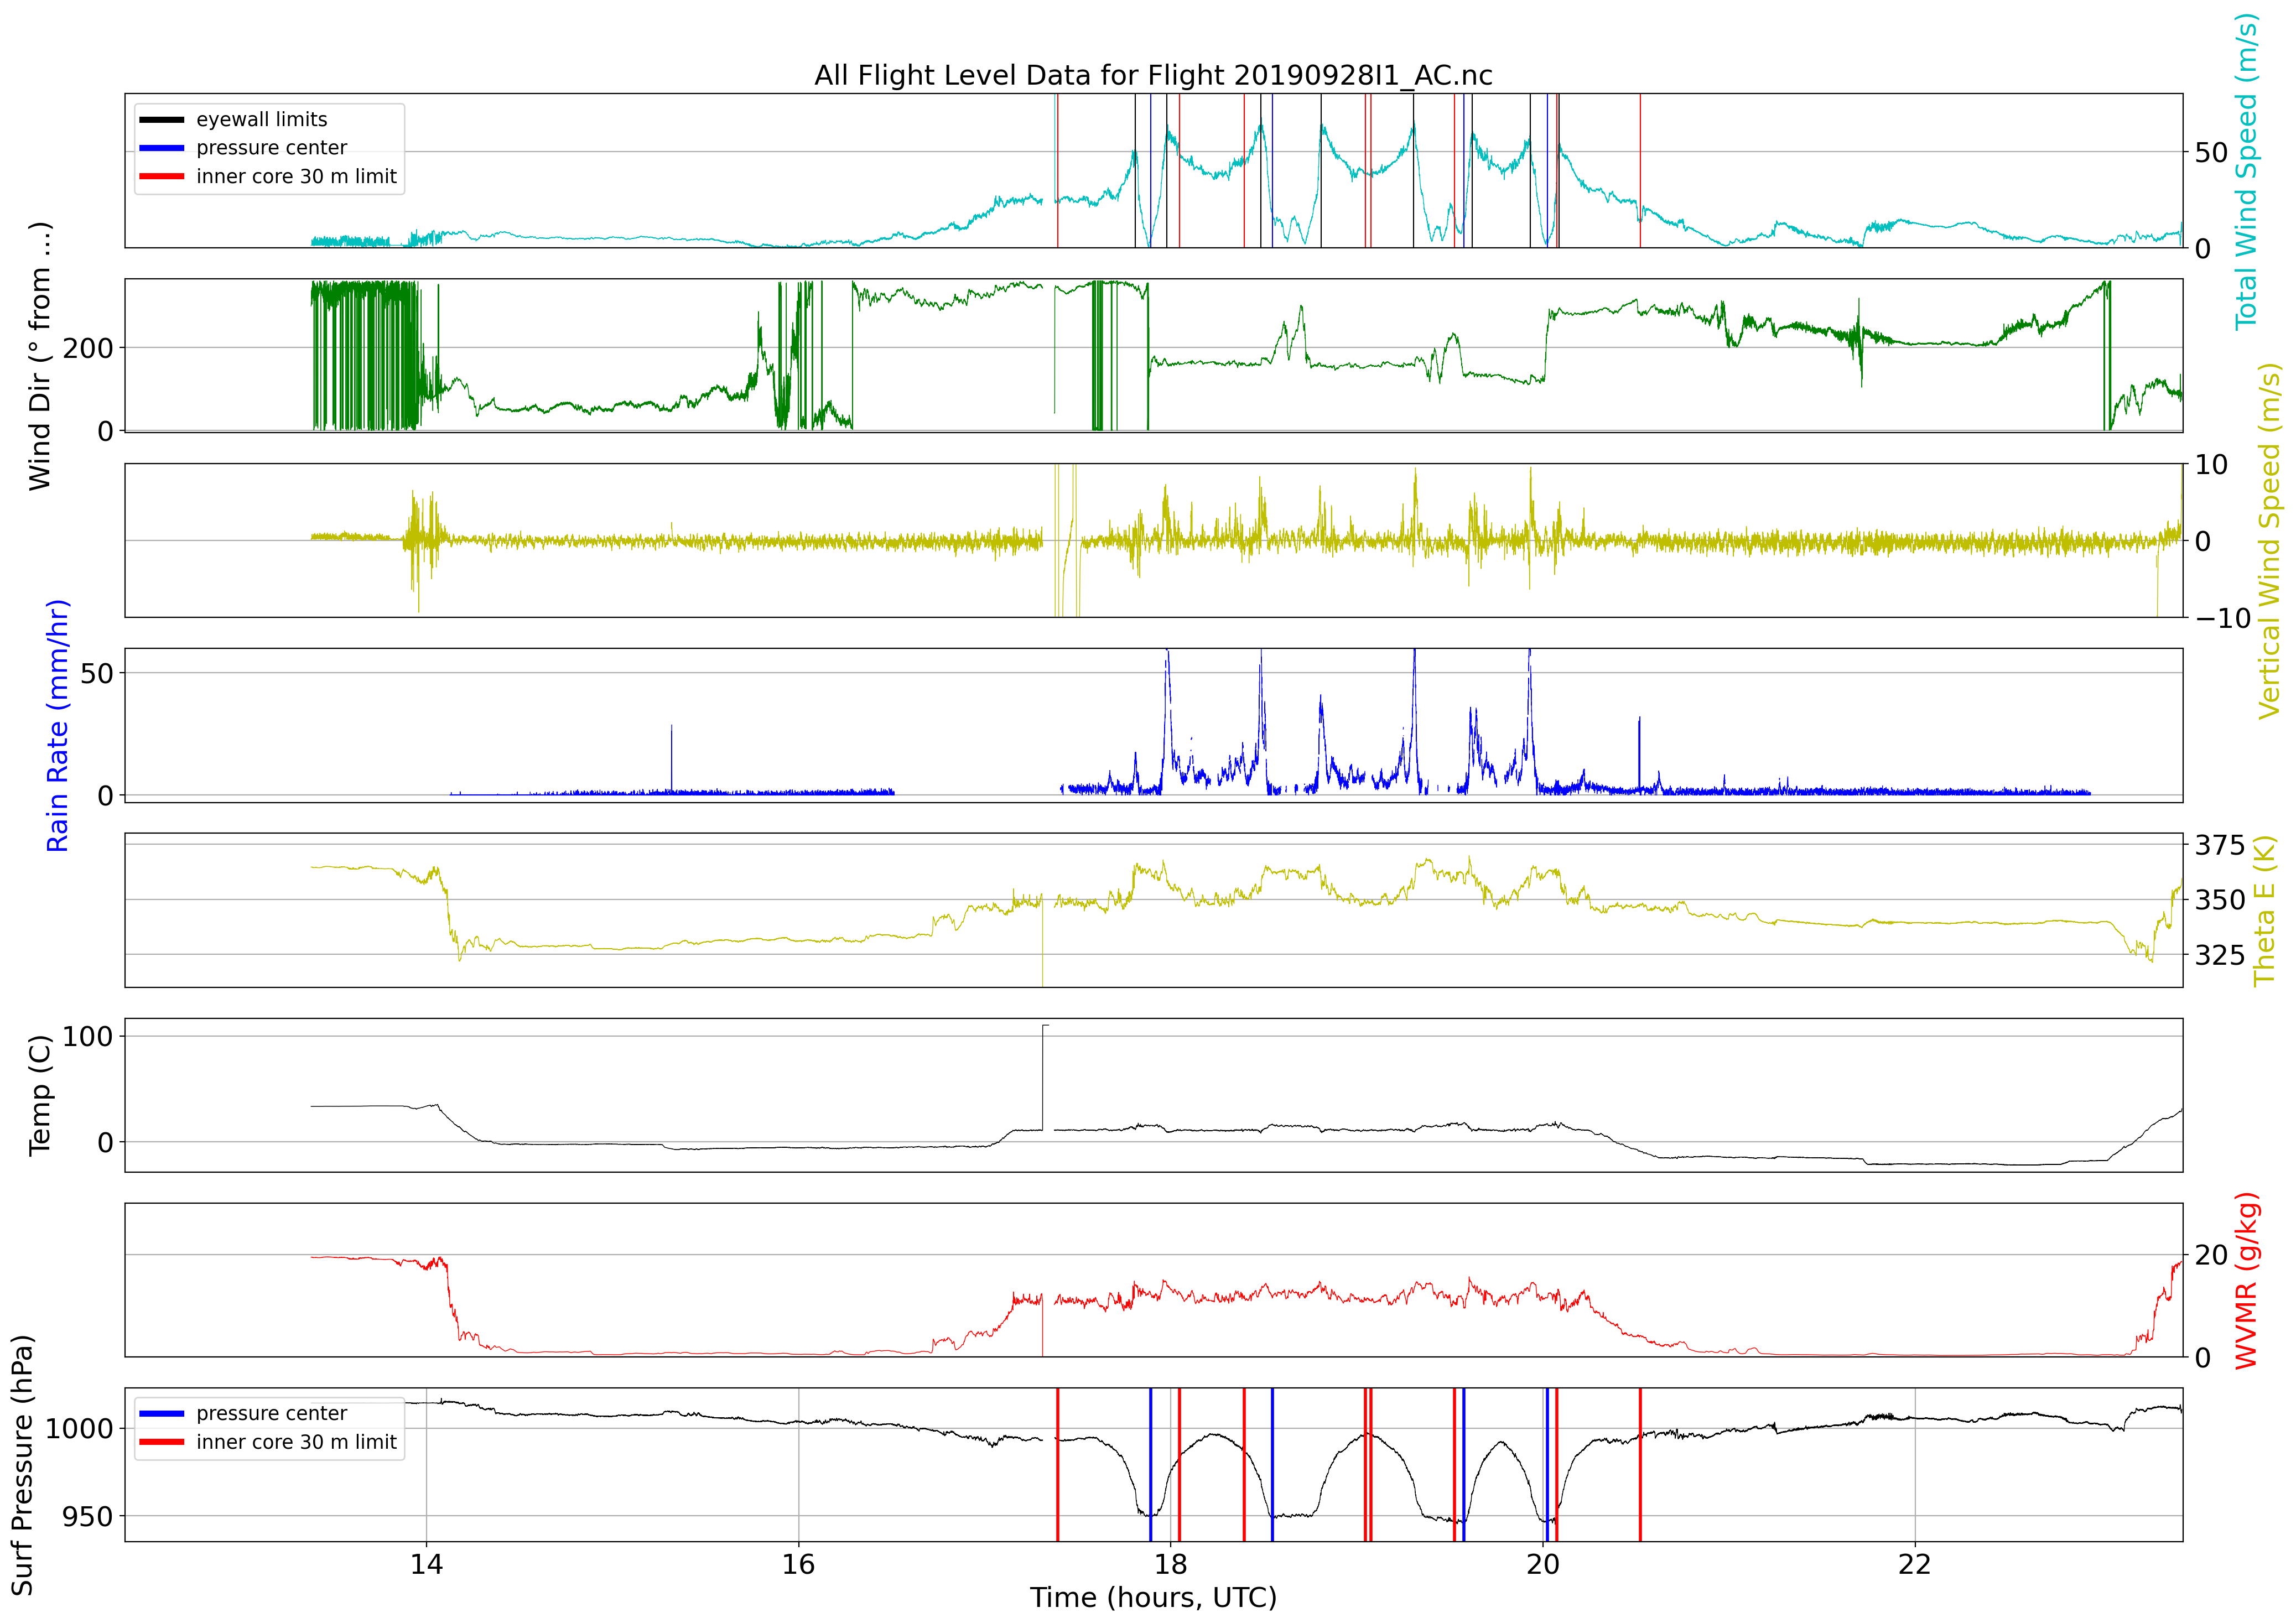 All Flight Level Data for Flight 20190928I1_AC.nc
eyewall limits
pressure center
inner core 30 m limit
50
0
Total Wind Speed (m/s)
Wind Dir (° from ...)
200
0
10
0
−10
Vertical Wind Speed (m/s)
Rain Rate (mm/hr)
50
0
375
350
325
Theta E (K)
Temp (C)
100
0
20
0
WVMR (g/kg)
Surf Pressure (hPa)
1000
950
pressure center
inner core 30 m limit
14 16 18 20 22
Time (hours, UTC)